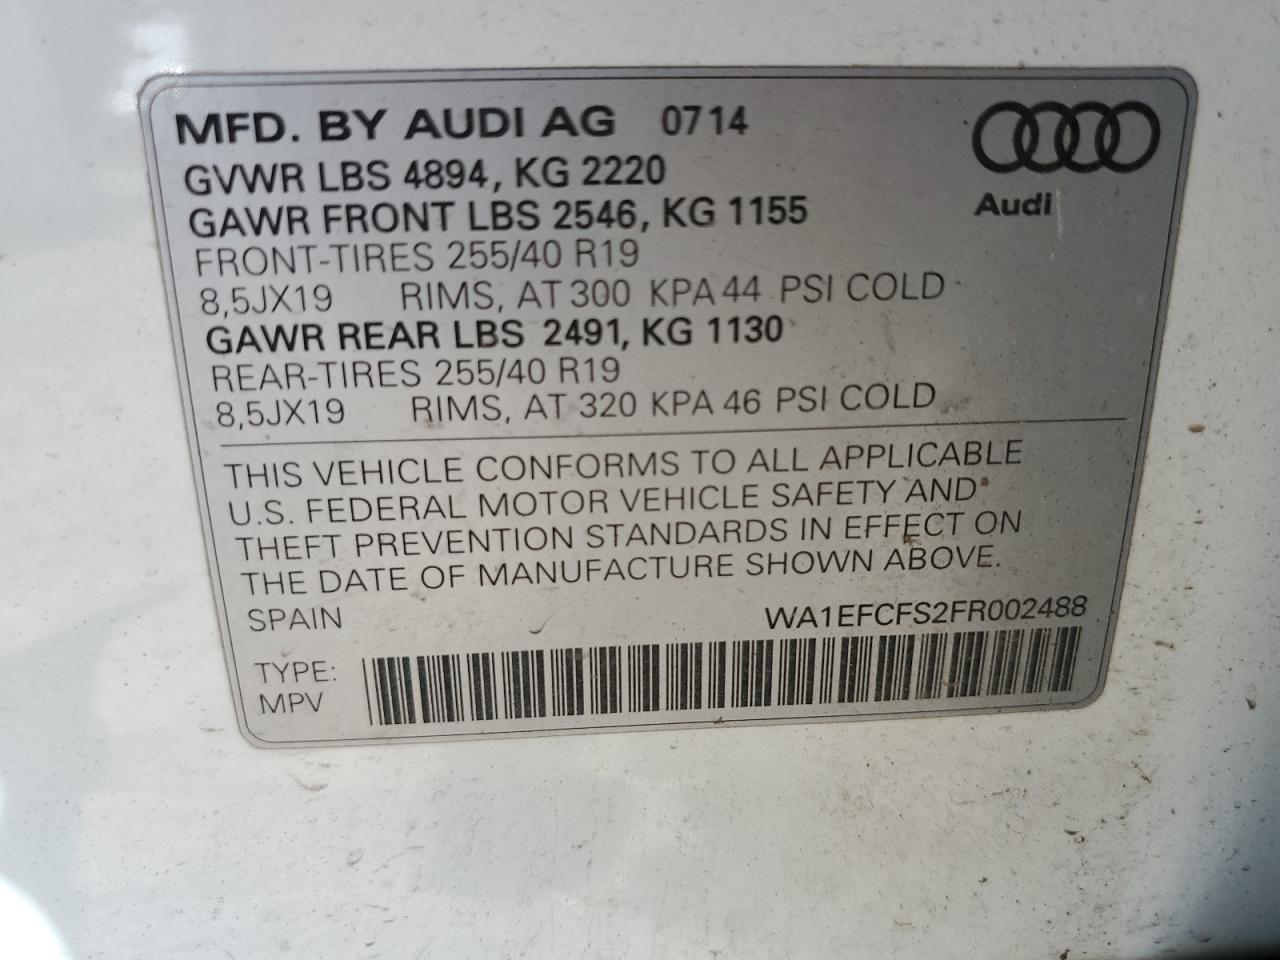 MFD. BY AUDI AG 0714
GVWR LBS 4894, KG 2220
GAWR FRONT LBS 2546, KG 1155
FRONT-TIRES 255/40 R19
8,5JX19 RIMS, AT 300 KPA 44 PSI COLD
GAWR REAR LBS 2491, KG 1130
REAR-TIRES 255/40 R19
8,5JX19 RIMS, AT 320 KPA 46 PSI COLD
Audi
THIS VEHICLE CONFORMS TO ALL APPLICABLE
U.S. FEDERAL MOTOR VEHICLE SAFETY AND
THEFT PREVENTION STANDARDS IN EFFECT ON
THE DATE OF MANUFACTURE SHOWN ABOVE.
SPAIN WA1EFCFS2FR002488
TYPE:
MPV